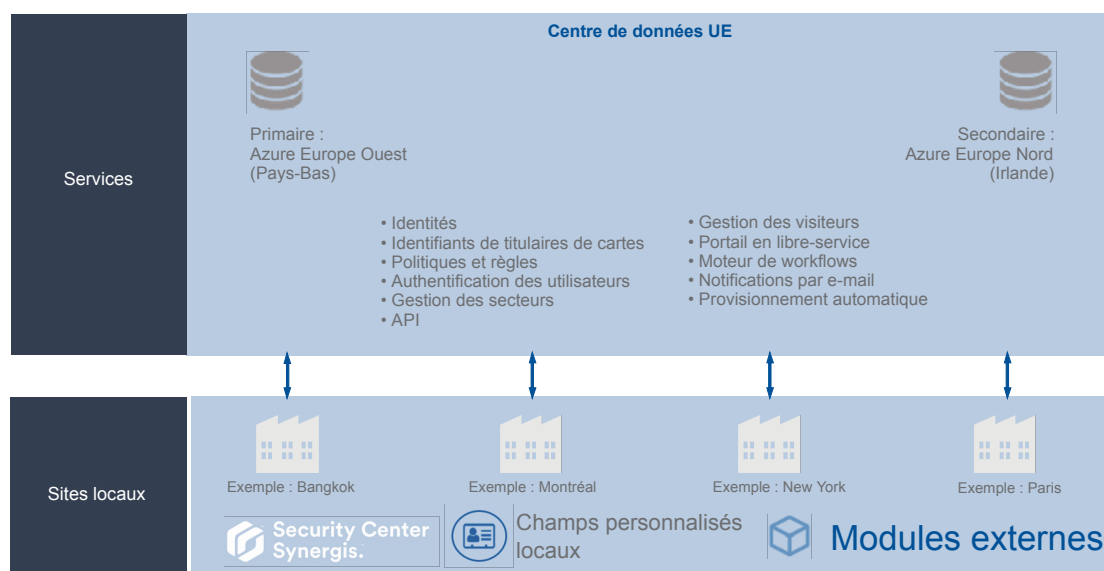 Centre de données UE
Services
Primaire :
Azure Europe Ouest
(Pays-Bas)
Secondaire :
Azure Europe Nord
(Irlande)
• Identités
• Identifiants de titulaires de cartes
• Politiques et règles
• Authentification des utilisateurs
• Gestion des secteurs
• API
• Gestion des visiteurs
• Portail en libre-service
• Moteur de workflows
• Notifications par e-mail
• Provisionnement automatique
Sites locaux
Exemple : Bangkok
Exemple : Montréal
Exemple : New York
Exemple : Paris
Security Center
Synergis.
Champs personnalisés
locaux
Modules externes